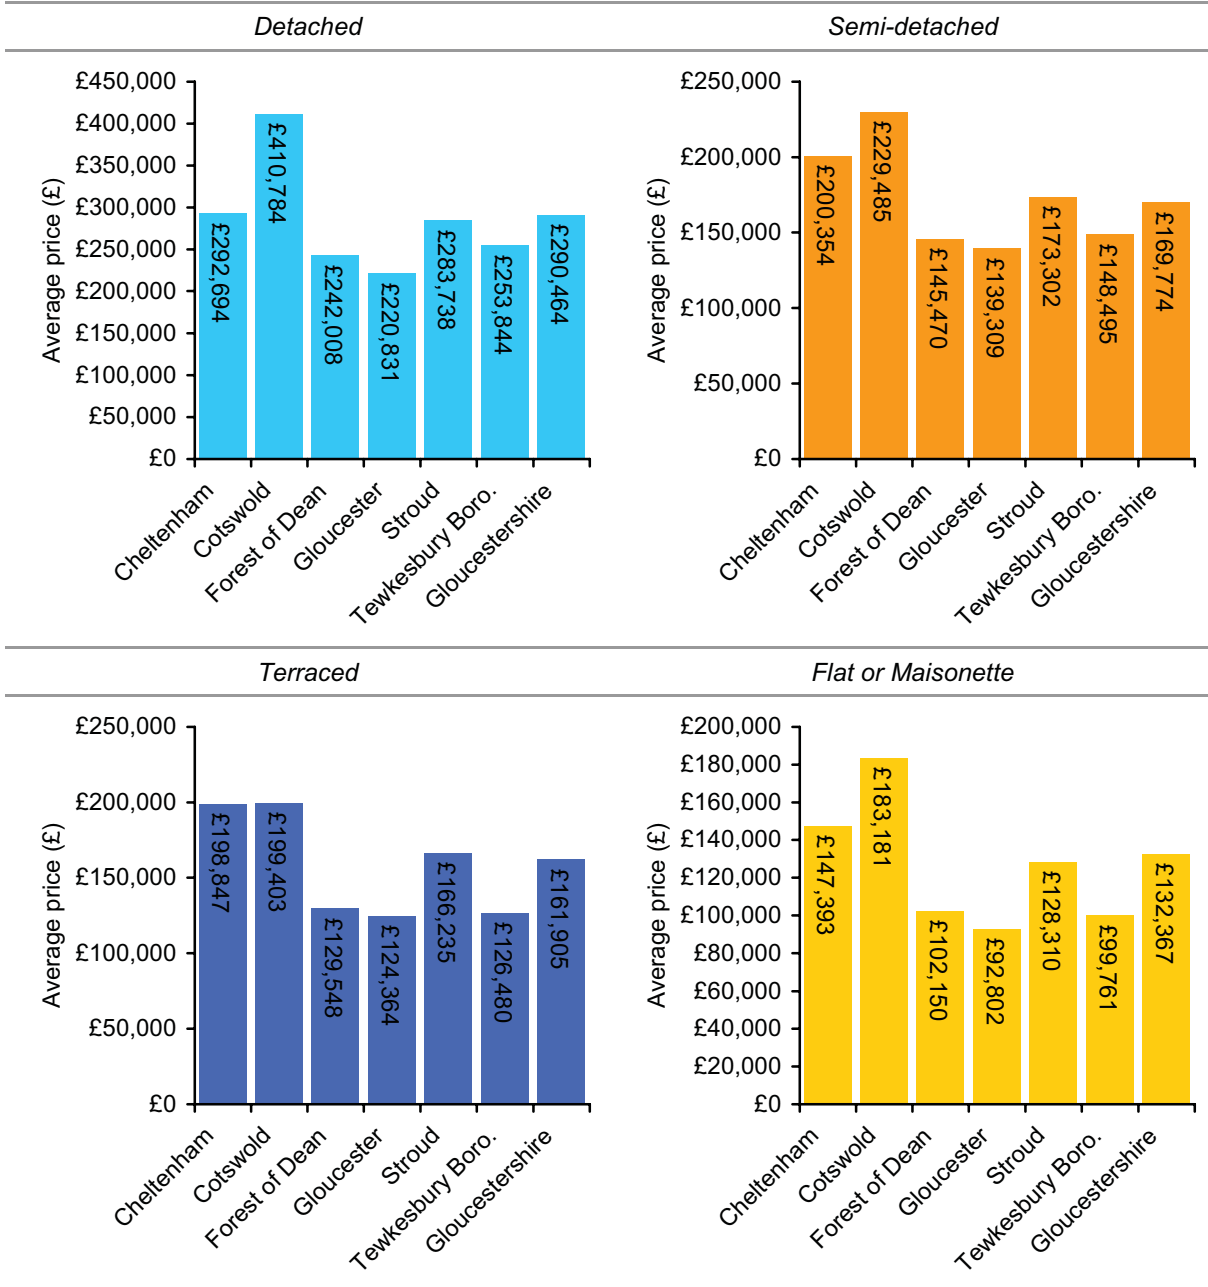 Detached
Semi-detached
Average price (£)
£450,000
£400,000
£350,000
£300,000
£250,000
£200,000
£150,000
£100,000
£50,000
£0
£292,694
£410,784
£242,008
£220,831
£283,738
£253,844
£290,464
Cheltenham
Cotswold
Forest of Dean
Gloucester
Stroud
Tewkesbury Boro.
Gloucestershire
Average price (£)
£250,000
£200,000
£150,000
£100,000
£50,000
£0
£200,354
£229,485
£145,470
£139,309
£173,302
£148,495
£169,774
Cheltenham
Cotswold
Forest of Dean
Gloucester
Stroud
Tewkesbury Boro.
Gloucestershire
Terraced
Flat or Maisonette
Average price (£)
£250,000
£200,000
£150,000
£100,000
£50,000
£0
£198,847
£199,403
£129,548
£124,364
£166,235
£126,480
£161,905
Cheltenham
Cotswold
Forest of Dean
Gloucester
Stroud
Tewkesbury Boro.
Gloucestershire
Average price (£)
£200,000
£180,000
£160,000
£140,000
£120,000
£100,000
£80,000
£60,000
£40,000
£20,000
£0
£147,393
£183,181
£102,150
£92,802
£128,310
£99,761
£132,367
Cheltenham
Cotswold
Forest of Dean
Gloucester
Stroud
Tewkesbury Boro.
Gloucestershire